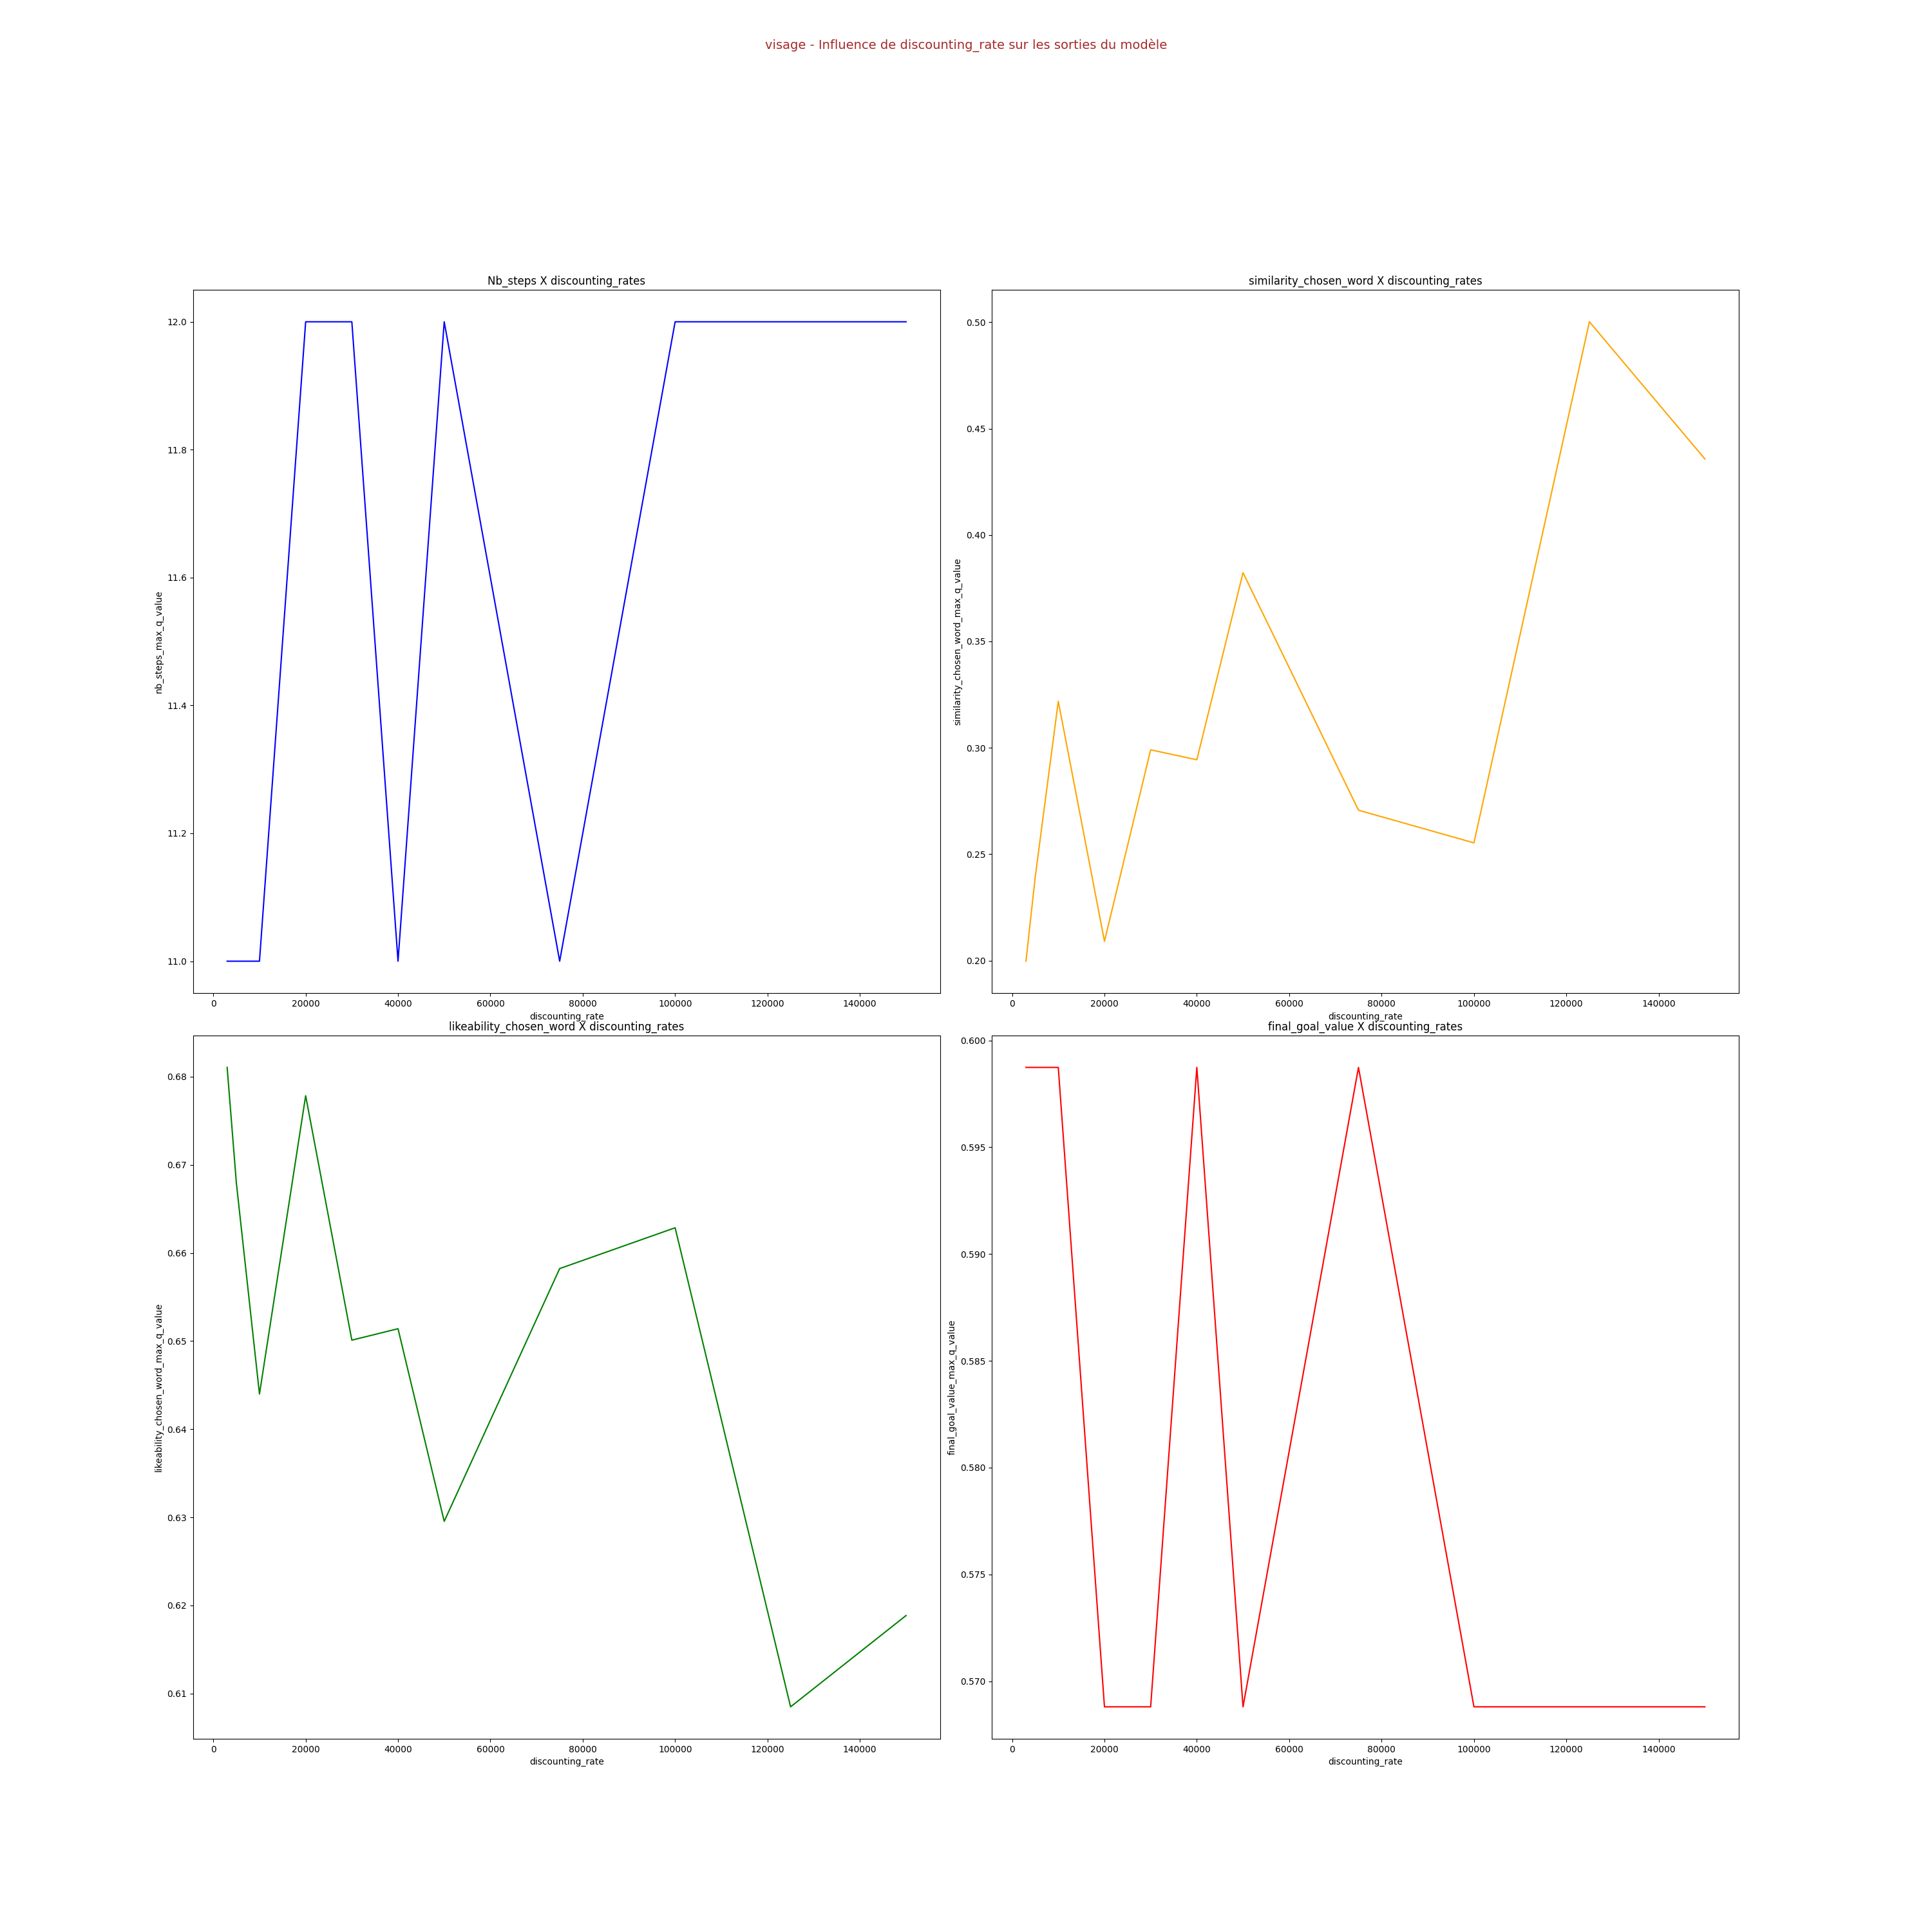 visage - Influence de discounting_rate sur les sorties du modèle
Nb_steps X discounting_rates
12.0
11.8
11.6
11.4
11.2
11.0
nb_steps_max_q_value
0 20000 40000 60000 80000 100000 120000 140000
discounting_rate
similarity_chosen_word X discounting_rates
0.50
0.45
0.40
0.35
0.30
0.25
0.20
similarity_chosen_word_max_q_value
0 20000 40000 60000 80000 100000 120000 140000
discounting_rate
likeability_chosen_word X discounting_rates
0.68
0.67
0.66
0.65
0.64
0.63
0.62
0.61
likeability_chosen_word_max_q_value
0 20000 40000 60000 80000 100000 120000 140000
discounting_rate
final_goal_value X discounting_rates
0.600
0.595
0.590
0.585
0.580
0.575
0.570
final_goal_value_max_q_value
0 20000 40000 60000 80000 100000 120000 140000
discounting_rate